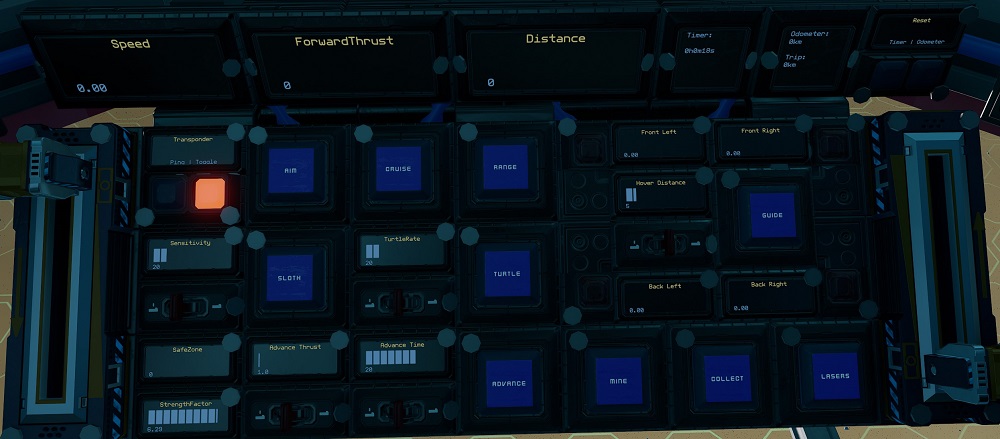 Speed
0.00
ForwardThrust
0
Distance
0
Timer:
0h0m18s
Odometer:
0km
Trip:
0km
Reset
Timer | Odometer
Transponder
Ping | Toggle
AIM
CRUISE
RANGE
Front Left
0.00
Front Right
0.00
Hover Distance
5
GUIDE
Sensitivity
20
SLOTH
TurtleRate
20
TURTLE
Back Left
0.00
Back Right
0.00
SafeZone
0
Advance Thrust
1.0
Advance Time
20
ADVANCE
MINE
COLLECT
LASERS
StrengthFactor
8.29